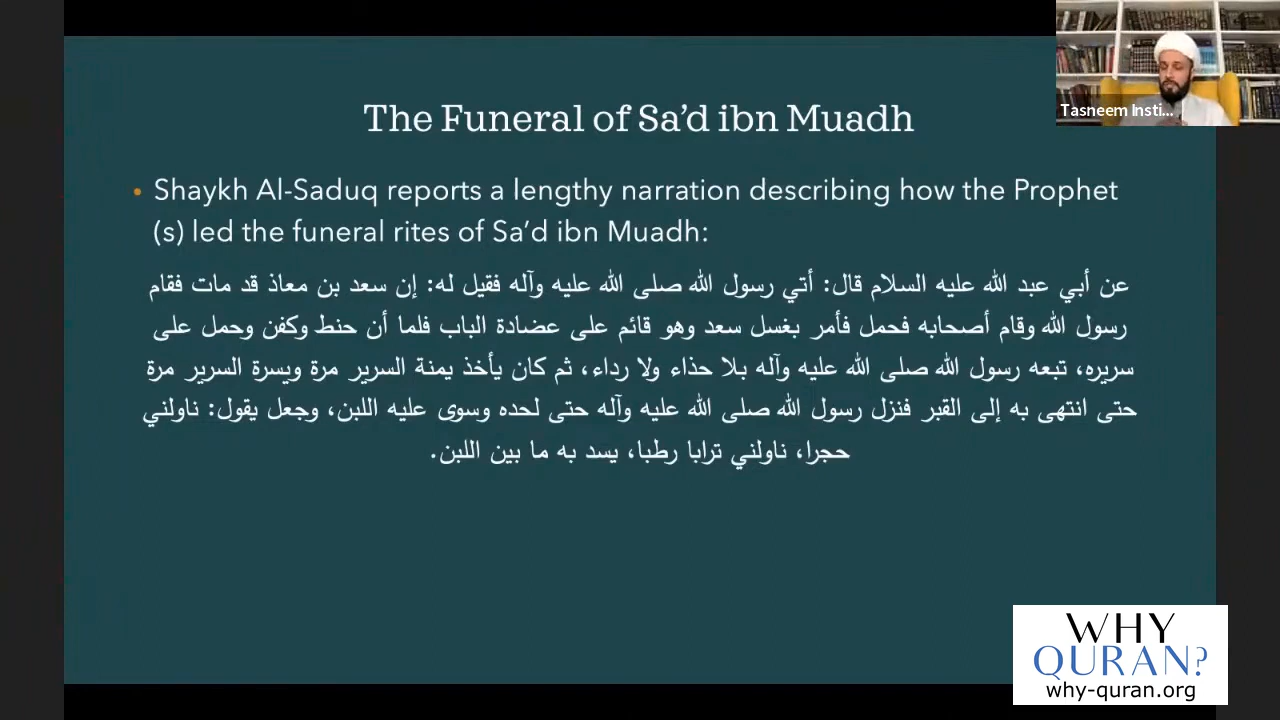 Tasneem Insti...
The Funeral of Sa’d ibn Muadh
• Shaykh Al-Saduq reports a lengthy narration describing how the Prophet
(s) led the funeral rites of Sa’d ibn Muadh:
عن أبي عبد الله عليه السلام قال: أتي رسول الله صلى الله عليه وآله فقيل له: إن سعد بن معاذ قد مات فقام
رسول الله وقام أصحابه فحمل فأمر بغسل سعد وهو قائم على عضادة الباب فلما أن حنط وكفن وحمل على
سريره، تبعه رسول الله صلى الله عليه وآله بلا حذاء ولا رداء، ثم كان يأخذ يمنة السرير مرة ويسرة السرير مرة
حتى انتهى به إلى القبر فنزل رسول الله صلى الله عليه وآله حتى لحده وسوى عليه اللبن، وجعل يقول: ناولني
حجرا، ناولني ترابا رطبا، يسد به ما بين اللبن.
WHY
QURAN?
why-quran.org